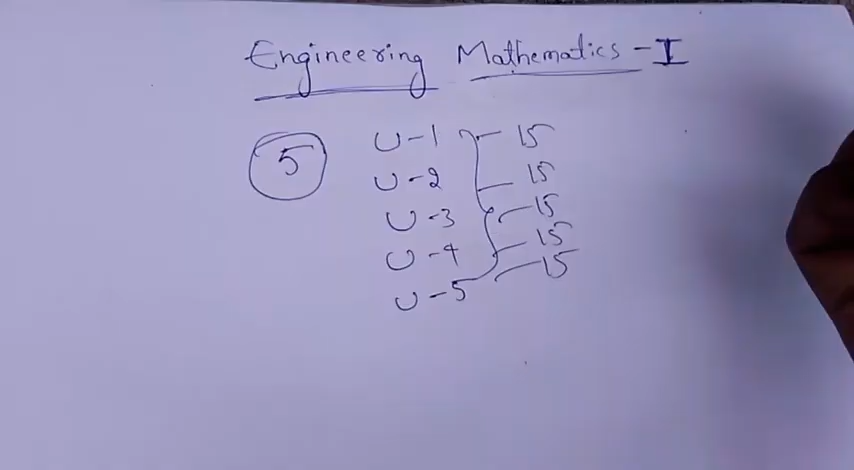 Engineering Mathematics - I
5
U-1 - 15
U-2 - 15
U-3 - 15
U-4 - 15
U-5 - 15